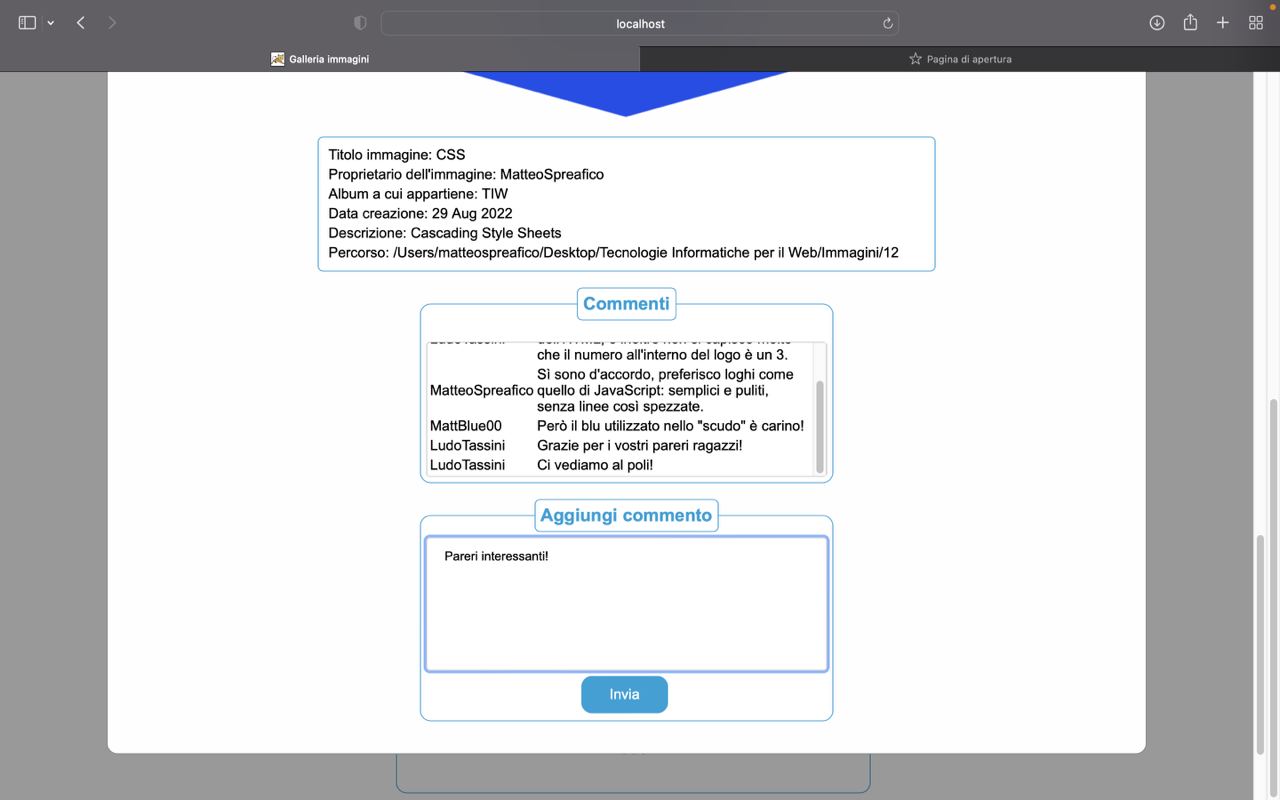 localhost
Galleria immagini
Pagina di apertura
Titolo immagine: CSS
Proprietario dell'immagine: MatteoSpreafico
Album a cui appartiene: TIW
Data creazione: 29 Aug 2022
Descrizione: Cascading Style Sheets
Percorso: /Users/matteospreafico/Desktop/Tecnologie Informatiche per il Web/Immagini/12
Commenti
che il numero all'interno del logo è un 3.
Sì sono d'accordo, preferisco loghi come
MatteoSpreafico quello di JavaScript: semplici e puliti,
senza linee così spezzate.
MattBlue00 Però il blu utilizzato nello "scudo" è carino!
LudoTassini Grazie per i vostri pareri ragazzi!
LudoTassini Ci vediamo al poli!
Aggiungi commento
Pareri interessanti!
Invia